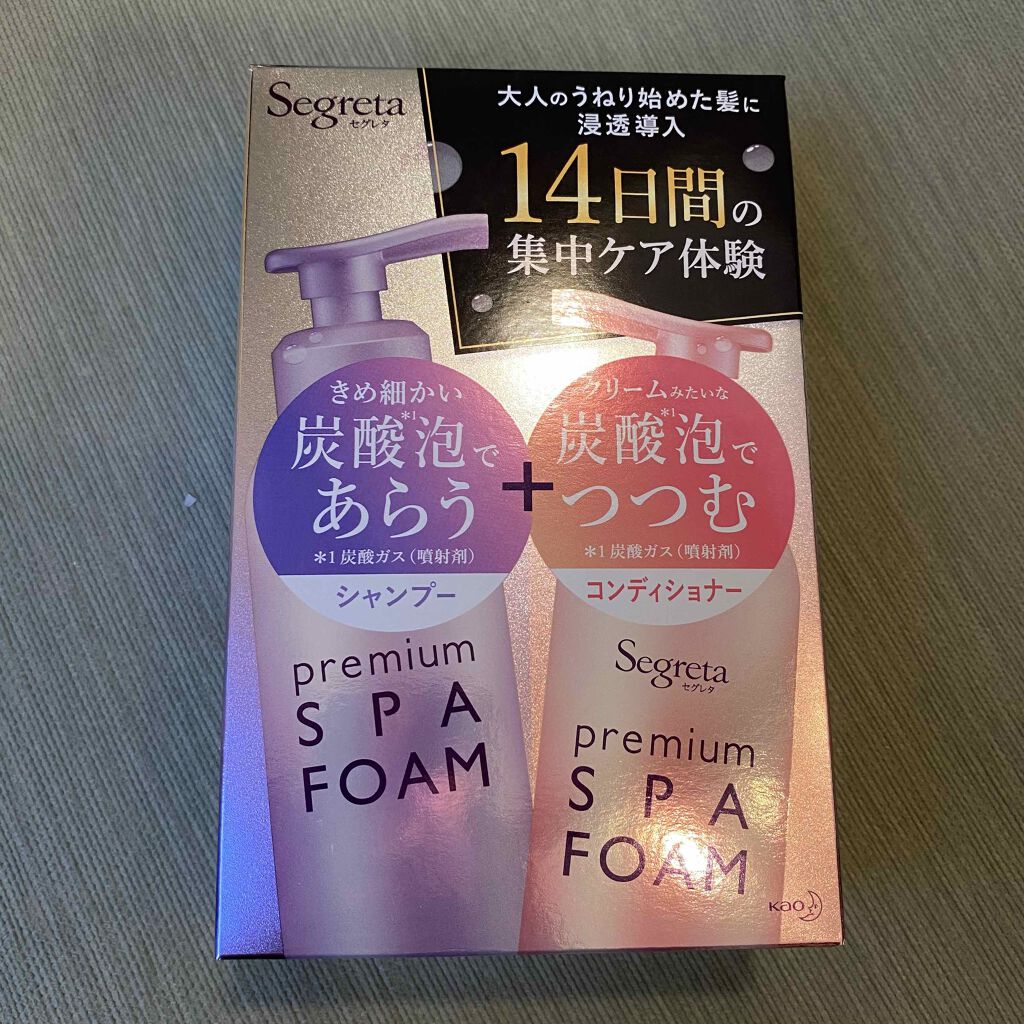 Segreta
セグレタ
大人のうねり始めた髪に
浸透導入
14日間の
集中ケア体験
きめ細かい
炭酸*1泡で
あらう
*1 炭酸ガス(噴射剤)
シャンプー
+
クリームみたいな
炭酸*1泡で
つつむ
*1 炭酸ガス(噴射剤)
コンディショナー
premium
SPA
FOAM
Segreta
セグレタ
premium
SPA
FOAM
Kao